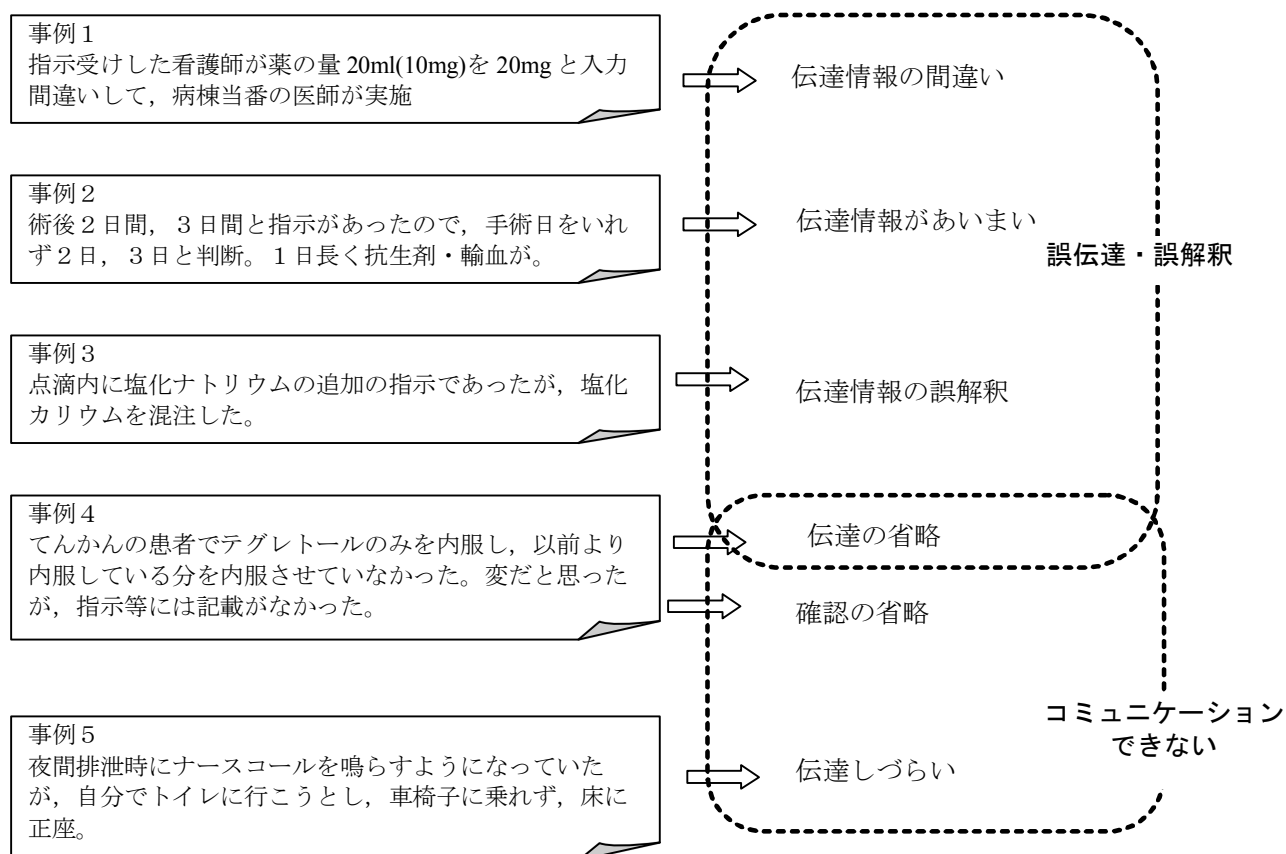 事例1
指示受けした看護師が薬の量 20ml(10mg)を 20mg と入力
間違いして，病棟当番の医師が実施
伝達情報の間違い
事例２
術後２日間，３日間と指示があったので，手術日をいれ
ず２日，３日と判断。１日長く抗生剤・輸血が。
伝達情報があいまい
誤伝達・誤解釈
事例３
点滴内に塩化ナトリウムの追加の指示であったが，塩化
カリウムを混注した。
伝達情報の誤解釈
事例４
てんかんの患者でテグレトールのみを内服し，以前より
内服している分を内服させていなかった。変だと思った
が，指示等には記載がなかった。
伝達の省略
確認の省略
コミュニケーション
できない
事例５
夜間排泄時にナースコールを鳴らすようになっていた
が，自分でトイレに行こうとし，車椅子に乗れず，床に
正座。
伝達しづらい